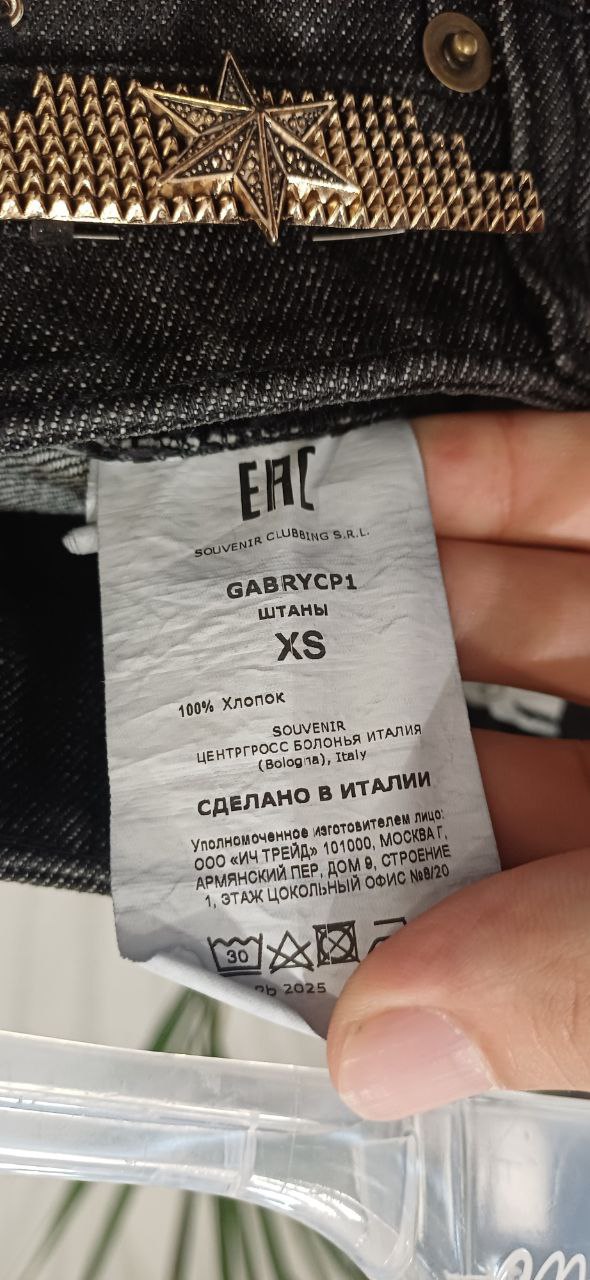 EAC
SOUVENIR CLUBBING S.R.L.
GABRYCP1
ШТАНЫ
XS
100% Хлопок
SOUVENIR
ЦЕНТРГРОСС БОЛОНЬЯ ИТАЛИЯ
(Bologna), Italy
СДЕЛАНО В ИТАЛИИ
Уполномоченное изготовителем лицо:
ООО «ИЧ ТРЕЙД» 101000, МОСКВА Г,
АРМЯНСКИЙ ПЕР, ДОМ 9, СТРОЕНИЕ
1, ЭТАЖ ЦОКОЛЬНЫЙ ОФИС №8/20
30
2025